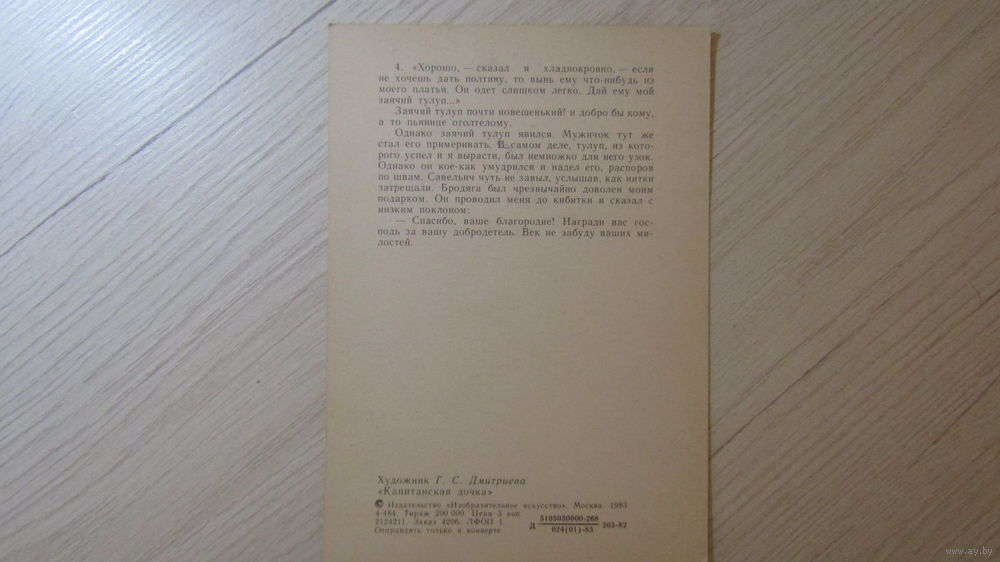 4. «Хорошо, — сказал я хладнокровно, — если
не хочешь дать полтину, то вынь ему что-нибудь из
моего платья. Он одет слишком легко. Дай ему мой
заячий тулуп...»
Заячий тулуп почти новешенький! и добро бы кому,
а то пьянице оголтелому.
Однако заячий тулуп явился. Мужичок тут же
стал его примеривать. В самом деле, тулуп, из кото-
рого успел и я вырасти, был немножко для него узок.
Однако он кое-как умудрился и надел его, распоров
по швам. Савельич чуть не завыл, услышав, как нитки
затрещали. Бродяга был чрезвычайно доволен моим
подарком. Он проводил меня до кибитки и сказал с
низким поклоном:
— Спасибо, ваше благородие! Награди вас гос-
подь за вашу добродетель. Век не забуду ваших ми-
лостей.
Художник Г. С. Дмитриева
«Капитанская дочка»
© Издательство «Изобразительное искусство». Москва. 1983
4-484. Тираж 200 000. Цена 3 коп.
2124211. Заказ 4206. ЛФОП 1.
Отправлять только в конверте
Д 5105030000-268 203-82
024(01)-83
www.ay.by